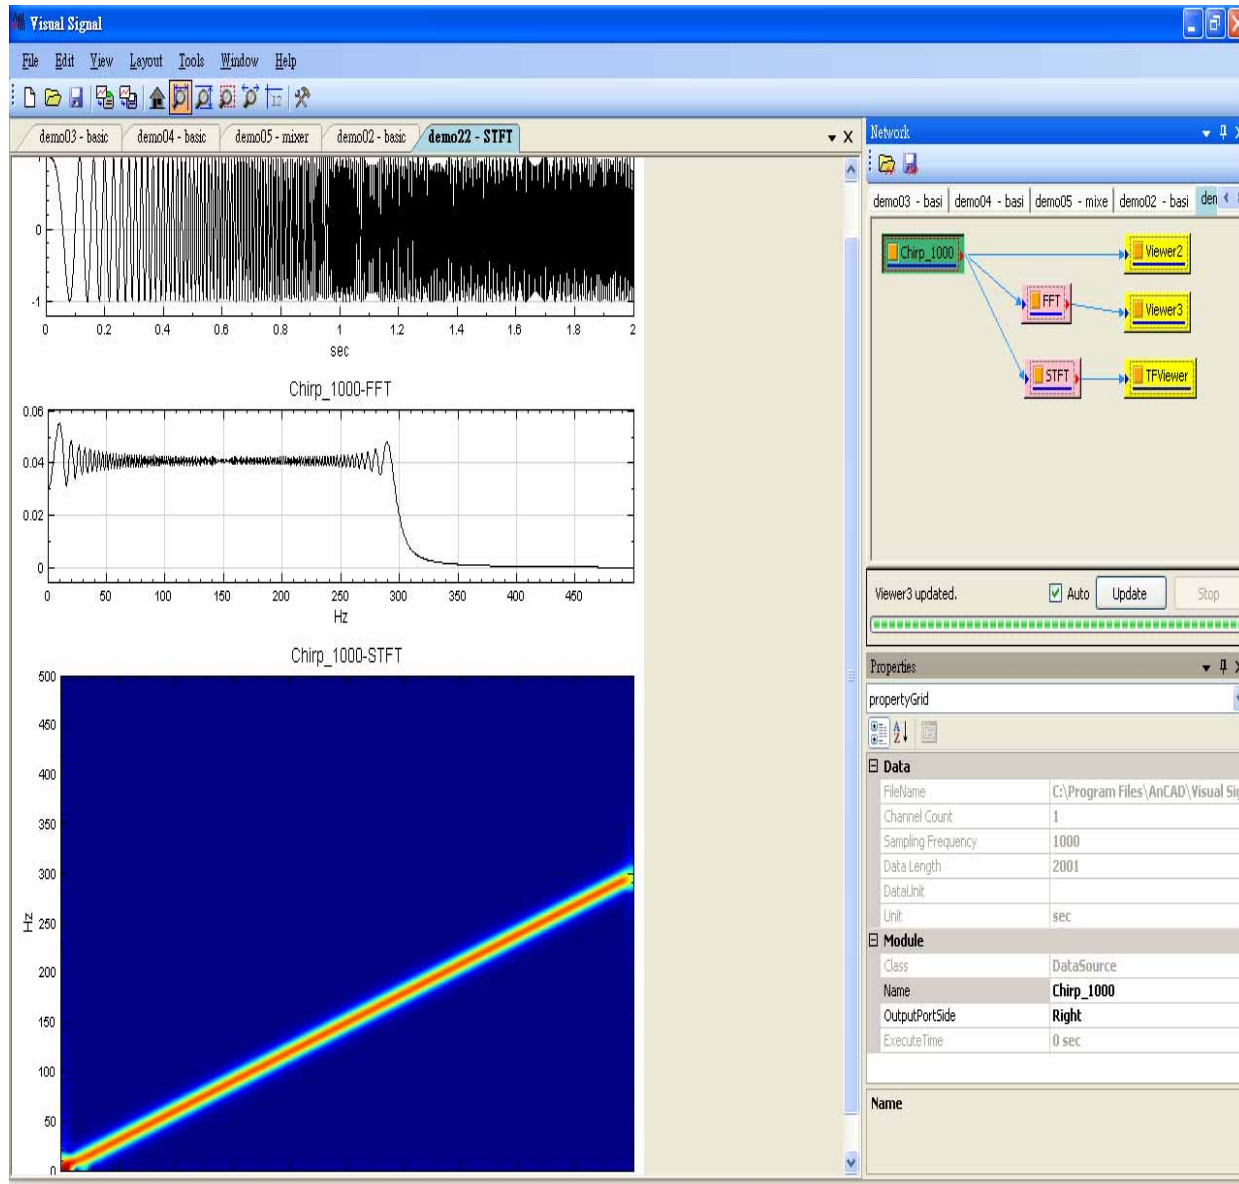 Visual Signal
File Edit View Layout Tools Window Help
12
demo03 - basic demo04 - basic demo05 - mixer demo02 - basic demo22 - STFT
0
-1
0 0.2 0.4 0.6 0.8 1 1.2 1.4 1.6 1.8 2
sec
Chirp_1000-FFT
0.06
0.04
0.02
0
0 50 100 150 200 250 300 350 400 450
Hz
Chirp_1000-STFT
500
450
400
350
300
250
200
150
100
50
0
Hz
Network
demo03 - basi demo04 - basi demo05 - mixe demo02 - basi den
Chirp_1000
Viewer2
FFT
Viewer3
STFT
TFViewer
Viewer3 updated.
Auto
Update
Stop
Properties
propertyGrid
Data
FileName C:\Program Files\AnCAD\Visual Sig
Channel Count 1
Sampling Frequency 1000
Data Length 2001
DataUnit
Unit sec
Module
Class DataSource
Name Chirp_1000
OutputPortSide Right
ExecuteTime 0 sec
Name